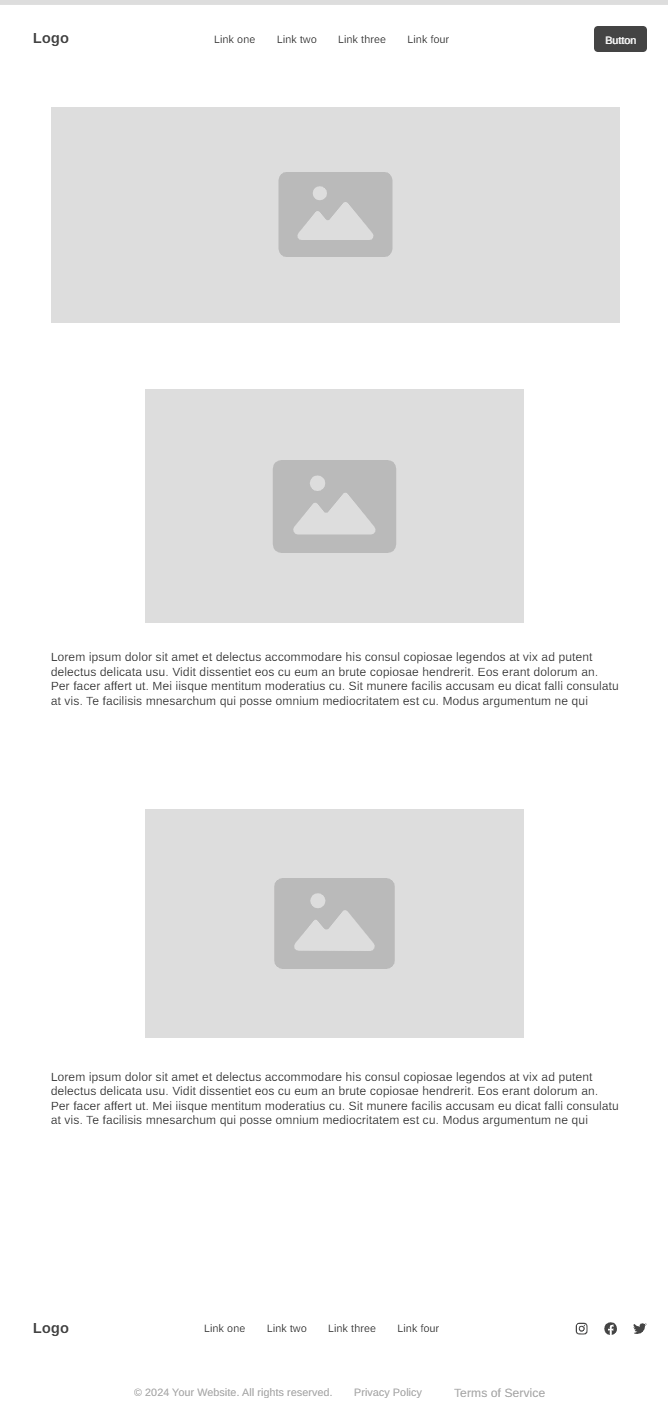 Logo
Link one Link two Link three Link four
Button
Lorem ipsum dolor sit amet et delectus accommodare his consul copiosae legendos at vix ad putent
delectus delicata usu. Vidit dissentiet eos cu eum an brute copiosae hendrerit. Eos erant dolorum an.
Per facer affert ut. Mei iisque mentitum moderatius cu. Sit munere facilis accusam eu dicat falli consulatu
at vis. Te facilisis mnesarchum qui posse omnium mediocritatem est cu. Modus argumentum ne qui
Lorem ipsum dolor sit amet et delectus accommodare his consul copiosae legendos at vix ad putent
delectus delicata usu. Vidit dissentiet eos cu eum an brute copiosae hendrerit. Eos erant dolorum an.
Per facer affert ut. Mei iisque mentitum moderatius cu. Sit munere facilis accusam eu dicat falli consulatu
at vis. Te facilisis mnesarchum qui posse omnium mediocritatem est cu. Modus argumentum ne qui
Logo
Link one Link two Link three Link four
© 2024 Your Website. All rights reserved. Privacy Policy Terms of Service